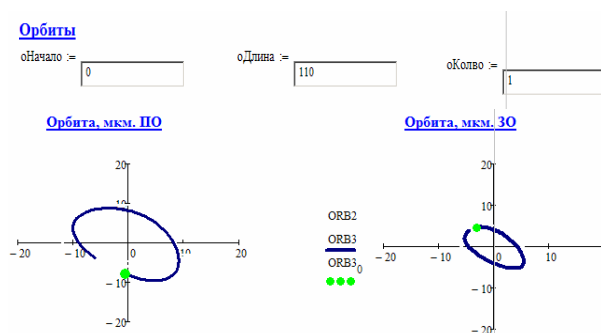 Орбиты
оНачало := 0
оДлина := 110
оКолво := 1
Орбита, мкм. ПО
Орбита, мкм. ЗО
20
10
−20 −10 0 10 20
−10
−20
ORB2
ORB3
ORB3 0
20
10
−20 −10 0 10
−10
−20